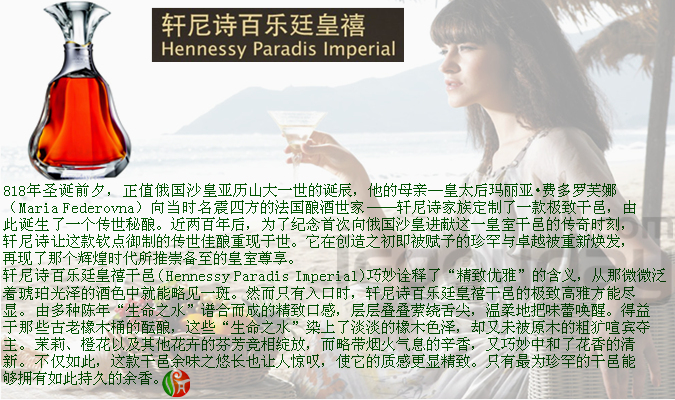 轩尼诗百乐廷皇禧
Hennessy Paradis Imperial
818年圣诞前夕，正值俄国沙皇亚历山大一世的诞辰，他的母亲—皇太后玛丽亚•费多罗芙娜
（Maria Federovna）向当时名震四方的法国酿酒世家——轩尼诗家族定制了一款极致干邑，由
此诞生了一个传世秘酿。近两百年后，为了纪念首次向俄国沙皇进献这一皇室干邑的传奇时刻，
轩尼诗让这款钦点御制的传世佳酿重现于世。它在创造之初即被赋予的珍罕与卓越被重新焕发，
再现了那个辉煌时代所推崇备至的皇室尊享。
轩尼诗百乐廷皇禧干邑(Hennessy Paradis Imperial)巧妙诠释了“精致优雅”的含义，从那微微泛
着琥珀光泽的酒色中就能略见一斑。然而只有入口时，轩尼诗百乐廷皇禧干邑的极致高雅方能尽
显。由多种陈年“生命之水”谱合而成的精致口感，层层叠叠萦绕舌尖，温柔地把味蕾唤醒。得益
于那些古老橡木桶的酝酿，这些“生命之水”染上了淡淡的橡木色泽，却又未被原木的粗犷喧宾夺
主。茉莉、橙花以及其他花卉的芬芳竞相绽放，而略带烟火气息的辛香，又巧妙中和了花香的清
新。不仅如此，这款干邑余味之悠长也让人惊叹，使它的质感更显精致。只有最为珍罕的干邑能
够拥有如此持久的余香。